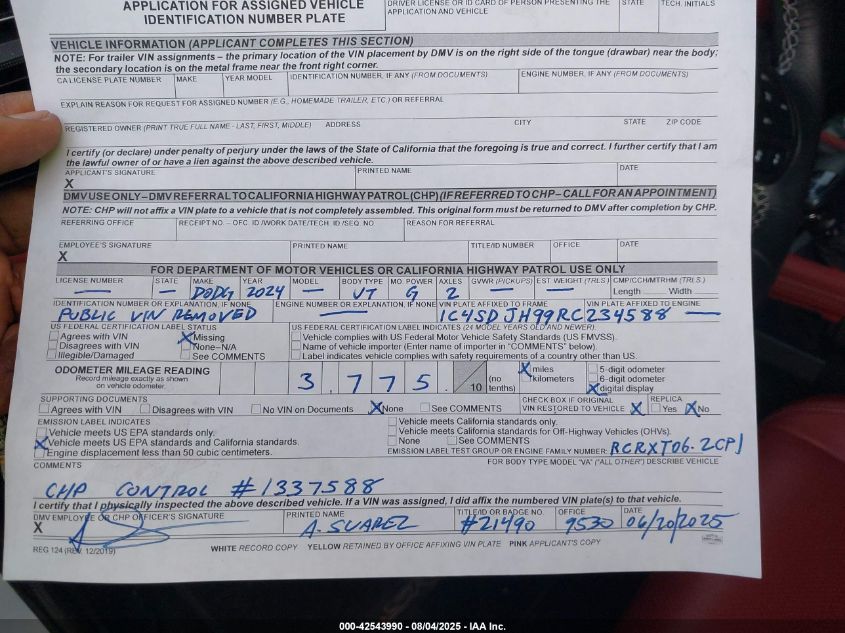 APPLICATION FOR ASSIGNED VEHICLE
IDENTIFICATION NUMBER PLATE
DRIVER LICENSE OR ID CARD OF PERSON PRESENTING THE APPLICATION AND VEHICLE
STATE
TECH. INITIALS
VEHICLE INFORMATION (APPLICANT COMPLETES THIS SECTION)
NOTE: For trailer VIN assignments – the primary location of the VIN placement by DMV is on the right side of the tongue (drawbar) near the body;
the secondary location is on the metal frame near the front right corner.
CA LICENSE PLATE NUMBER MAKE YEAR MODEL IDENTIFICATION NUMBER, IF ANY (FROM DOCUMENTS) ENGINE NUMBER, IF ANY (FROM DOCUMENTS)
EXPLAIN REASON FOR REQUEST FOR ASSIGNED NUMBER (E.G., HOMEMADE TRAILER, ETC.) OR REFERRAL
REGISTERED OWNER (PRINT TRUE FULL NAME - LAST, FIRST, MIDDLE) ADDRESS CITY STATE ZIP CODE
I certify (or declare) under penalty of perjury under the laws of the State of California that the foregoing is true and correct. I further certify that I am
the lawful owner of or have a lien against the above described vehicle.
APPLICANT'S SIGNATURE PRINTED NAME DATE
X
DMV USE ONLY – DMV REFERRAL TO CALIFORNIA HIGHWAY PATROL (CHP) (IF REFERRED TO CHP – CALL FOR AN APPOINTMENT)
NOTE: CHP will not affix a VIN plate to a vehicle that is not completely assembled. This original form must be returned to DMV after completion by CHP.
REFERRING OFFICE RECEIPT NO. – OFC. ID /WORK DATE/TECH. ID /SEQ. NO. REASON FOR REFERRAL
EMPLOYEE'S SIGNATURE PRINTED NAME TITLE/ID NUMBER OFFICE DATE
X
FOR DEPARTMENT OF MOTOR VEHICLES OR CALIFORNIA HIGHWAY PATROL USE ONLY
LICENSE NUMBER STATE MAKE YEAR MODEL BODY TYPE MO. POWER AXLES GVWR (PICKUPS) EST. WEIGHT (TRLS.) CMP/CCH/MTRHM (TRLS.)
— — DODG 2024 — UT G 2 — — Length Width
IDENTIFICATION NUMBER OR EXPLANATION, IF NONE ENGINE NUMBER OR EXPLANATION, IF NONE VIN PLATE AFFIXED TO FRAME VIN PLATE AFFIXED TO ENGINE
PUBLIC VIN REMOVED — 1C4SDJH99RC234588 —
US FEDERAL CERTIFICATION LABEL STATUS US FEDERAL CERTIFICATION LABEL INDICATES (24 MODEL YEARS OLD AND NEWER):
Agrees with VIN X Missing Vehicle complies with US Federal Motor Vehicle Safety Standards (US FMVSS).
Disagrees with VIN None–N/A Name of vehicle importer (Enter name of importer in "COMMENTS" below).
Illegible/Damaged See COMMENTS Label indicates vehicle complies with safety requirements of a country other than US.
ODOMETER MILEAGE READING
Record mileage exactly as shown
on vehicle odometer.
3,775. 10 (no tenths)
X miles 5-digit odometer
kilometers 6-digit odometer
X digital display
SUPPORTING DOCUMENTS CHECK BOX IF ORIGINAL REPLICA
Agrees with VIN Disagrees with VIN No VIN on Documents X None See COMMENTS VIN RESTORED TO VEHICLE X Yes X No
EMISSION LABEL INDICATES Vehicle meets California standards only.
Vehicle meets US EPA standards only. Vehicle meets California standards for Off-Highway Vehicles (OHVs).
X Vehicle meets US EPA standards and California standards. None See COMMENTS
Engine displacement less than 50 cubic centimeters. EMISSION LABEL TEST GROUP OR ENGINE FAMILY NUMBER: RCRXT06.2CP1
COMMENTS FOR BODY TYPE MODEL "VA" ("ALL OTHER") DESCRIBE VEHICLE
CHP CONTROL #1337588
I certify that I physically inspected the above described vehicle. If a VIN was assigned, I did affix the numbered VIN plate(s) to that vehicle.
DMV EMPLOYEE OR CHP OFFICER'S SIGNATURE PRINTED NAME TITLE/ID OR BADGE NO. OFFICE DATE
X A. SUAREZ #21490 9530 06/20/2025
REG 124 (REV. 12/2019) WHITE RECORD COPY YELLOW RETAINED BY OFFICE AFFIXING VIN PLATE PINK APPLICANT'S COPY
000-42543990 - 08/04/2025 - IAA Inc.